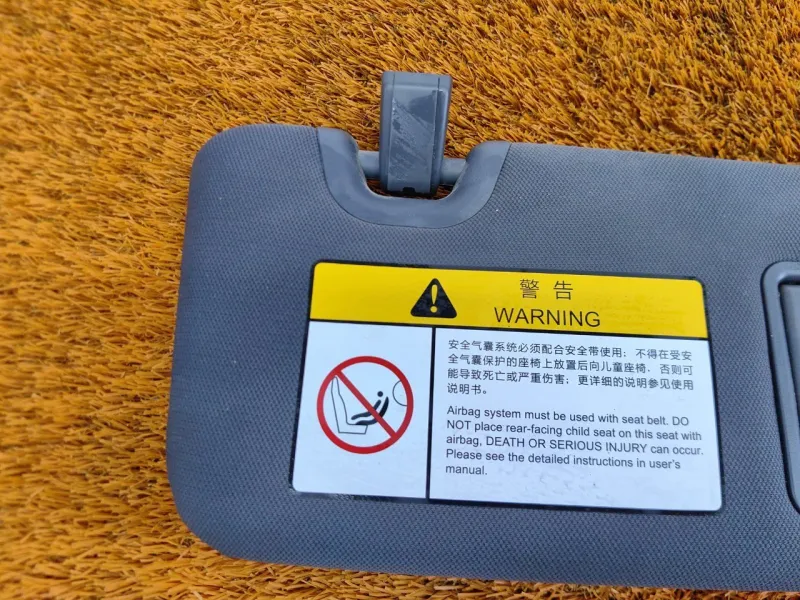 警告
WARNING
安全气囊系统必须配合安全带使用；不得在受安
全气囊保护的座椅上放置后向儿童座椅，否则可
能导致死亡或严重伤害；更详细的说明参见使用
说明书。
Airbag system must be used with seat belt. DO
NOT place rear-facing child seat on this seat with
airbag, DEATH OR SERIOUS INJURY can occur.
Please see the detailed instructions in user's
manual.